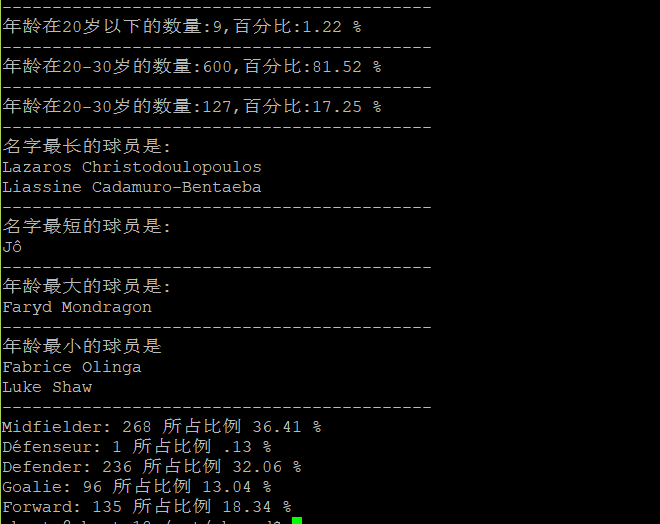 ------------------------------------------- 
年龄在20岁以下的数量:9,百分比:1.22 %
-------------------------------------------
年龄在20-30岁的数量:600,百分比:81.52 %
-------------------------------------------
年龄在20-30岁的数量:127,百分比:17.25 %
-------------------------------------------
名字最长的球员是:
Lazaros Christodoulopoulos
Liassine Cadamuro-Bentaeba
-------------------------------------------
名字最短的球员是:
Jô
-------------------------------------------
年龄最大的球员是:
Faryd Mondragon
-------------------------------------------
年龄最小的球员是
Fabrice Olinga
Luke Shaw
-------------------------------------------
Midfielder: 268 所占比例 36.41 %
Défenseur: 1 所占比例 .13 %
Defender: 236 所占比例 32.06 %
Goalie: 96 所占比例 13.04 %
Forward: 135 所占比例 18.34 %